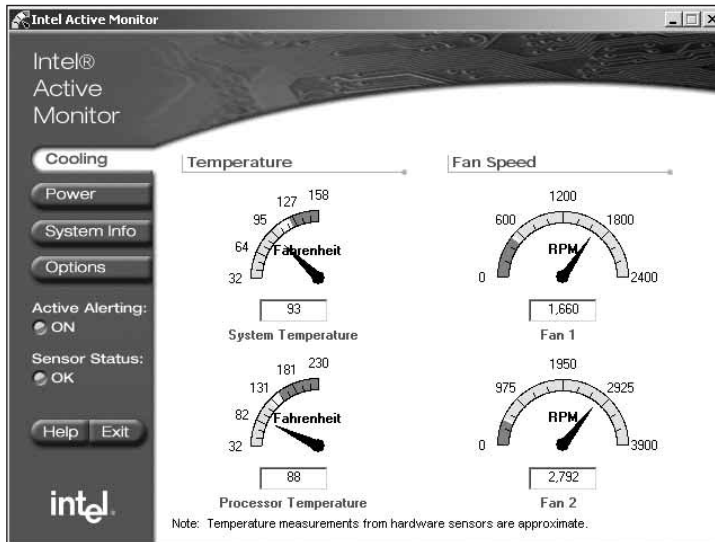 Intel Active Monitor
Intel®
Active
Monitor
Cooling
Power
System Info
Options
Active Alerting:
ON
Sensor Status:
OK
Help Exit
intel.
Temperature
32
64
95
127
158
Fahrenheit
93
System Temperature
32
82
131
181
230
Fahrenheit
88
Processor Temperature
Fan Speed
0
600
1200
1800
2400
RPM
1,660
Fan 1
0
975
1950
2925
3900
RPM
2,792
Fan 2
Note: Temperature measurements from hardware sensors are approximate.